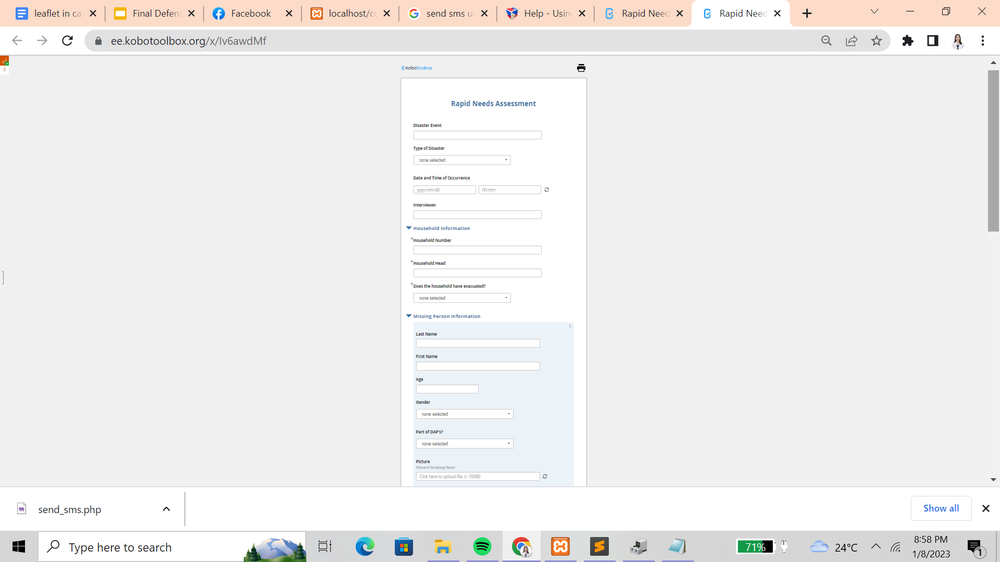 leaflet in ca
Final Defens
Facebook
localhost/co
send sms u
Help - Usin
Rapid Need
Rapid Need
ee.kobotoolbox.org/x/Iv6awdMf
0
KoboToolbox
Rapid Needs Assessment
Disaster Event
Type of Disaster
none selected
Date and Time of Occurrence
yyyy-mm-dd
hh:mm
Interviewer
Household Information
*Household Number
*Household Head
*Does the household have evacuated?
none selected
Missing Person Information
1
Last Name
First Name
Age
Gender
none selected
Part of DAP's?
none selected
Picture
Picture of the Missing Person
Click here to upload file. (< 10MB)
send_sms.php
Show all
Type here to search
71%
24°C
8:58 PM
1/8/2023
1